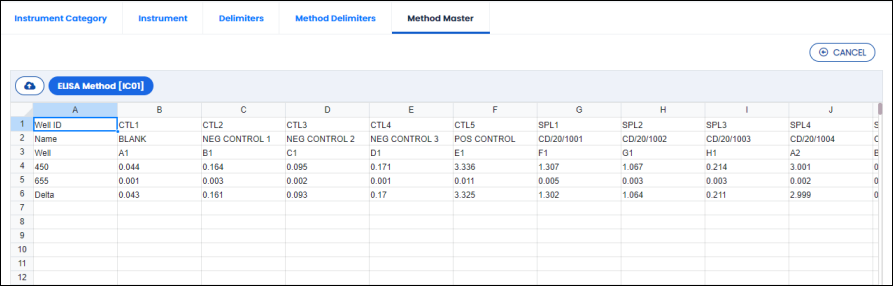 Instrument Category Instrument Delimiters Method Delimiters Method Master
CANCEL
ELISA Method [IC01]
A B C D E F G H I J
1 Well ID CTL1 CTL2 CTL3 CTL4 CTL5 SPL1 SPL2 SPL3 SPL4 S
2 Name BLANK NEG CONTROL 1 NEG CONTROL 2 NEG CONTROL 3 POS CONTROL CD/20/1001 CD/20/1002 CD/20/1003 CD/20/1004
3 Well A1 B1 C1 D1 E1 F1 G1 H1 A2
4 450 0.044 0.164 0.095 0.171 3.336 1.307 1.067 0.214 3.001
5 655 0.001 0.003 0.002 0.001 0.011 0.005 0.003 0.003 0.002
6 Delta 0.043 0.161 0.093 0.17 3.325 1.302 1.064 0.211 2.999
7
8
9
10
11
12